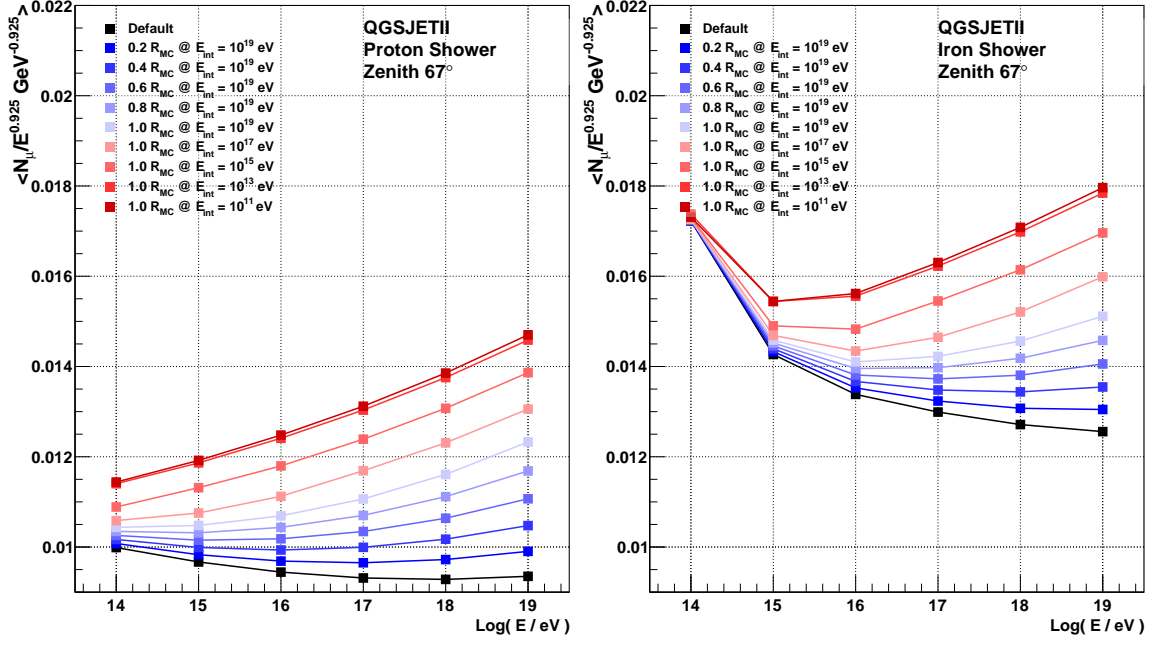 <N_μ/E^0.925 GeV^-0.925>
0.022
0.02
0.018
0.016
0.014
0.012
0.01
Default
0.2 R_MC @ E_int = 10^19 eV
0.4 R_MC @ E_int = 10^19 eV
0.6 R_MC @ E_int = 10^19 eV
0.8 R_MC @ E_int = 10^19 eV
1.0 R_MC @ E_int = 10^19 eV
1.0 R_MC @ E_int = 10^17 eV
1.0 R_MC @ E_int = 10^15 eV
1.0 R_MC @ E_int = 10^13 eV
1.0 R_MC @ E_int = 10^11 eV
QGSJETII
Proton Shower
Zenith 67°
14 15 16 17 18 19
Log( E / eV )
<N_μ/E^0.925 GeV^-0.925>
0.022
0.02
0.018
0.016
0.014
0.012
0.01
Default
0.2 R_MC @ E_int = 10^19 eV
0.4 R_MC @ E_int = 10^19 eV
0.6 R_MC @ E_int = 10^19 eV
0.8 R_MC @ E_int = 10^19 eV
1.0 R_MC @ E_int = 10^19 eV
1.0 R_MC @ E_int = 10^17 eV
1.0 R_MC @ E_int = 10^15 eV
1.0 R_MC @ E_int = 10^13 eV
1.0 R_MC @ E_int = 10^11 eV
QGSJETII
Iron Shower
Zenith 67°
14 15 16 17 18 19
Log( E / eV )